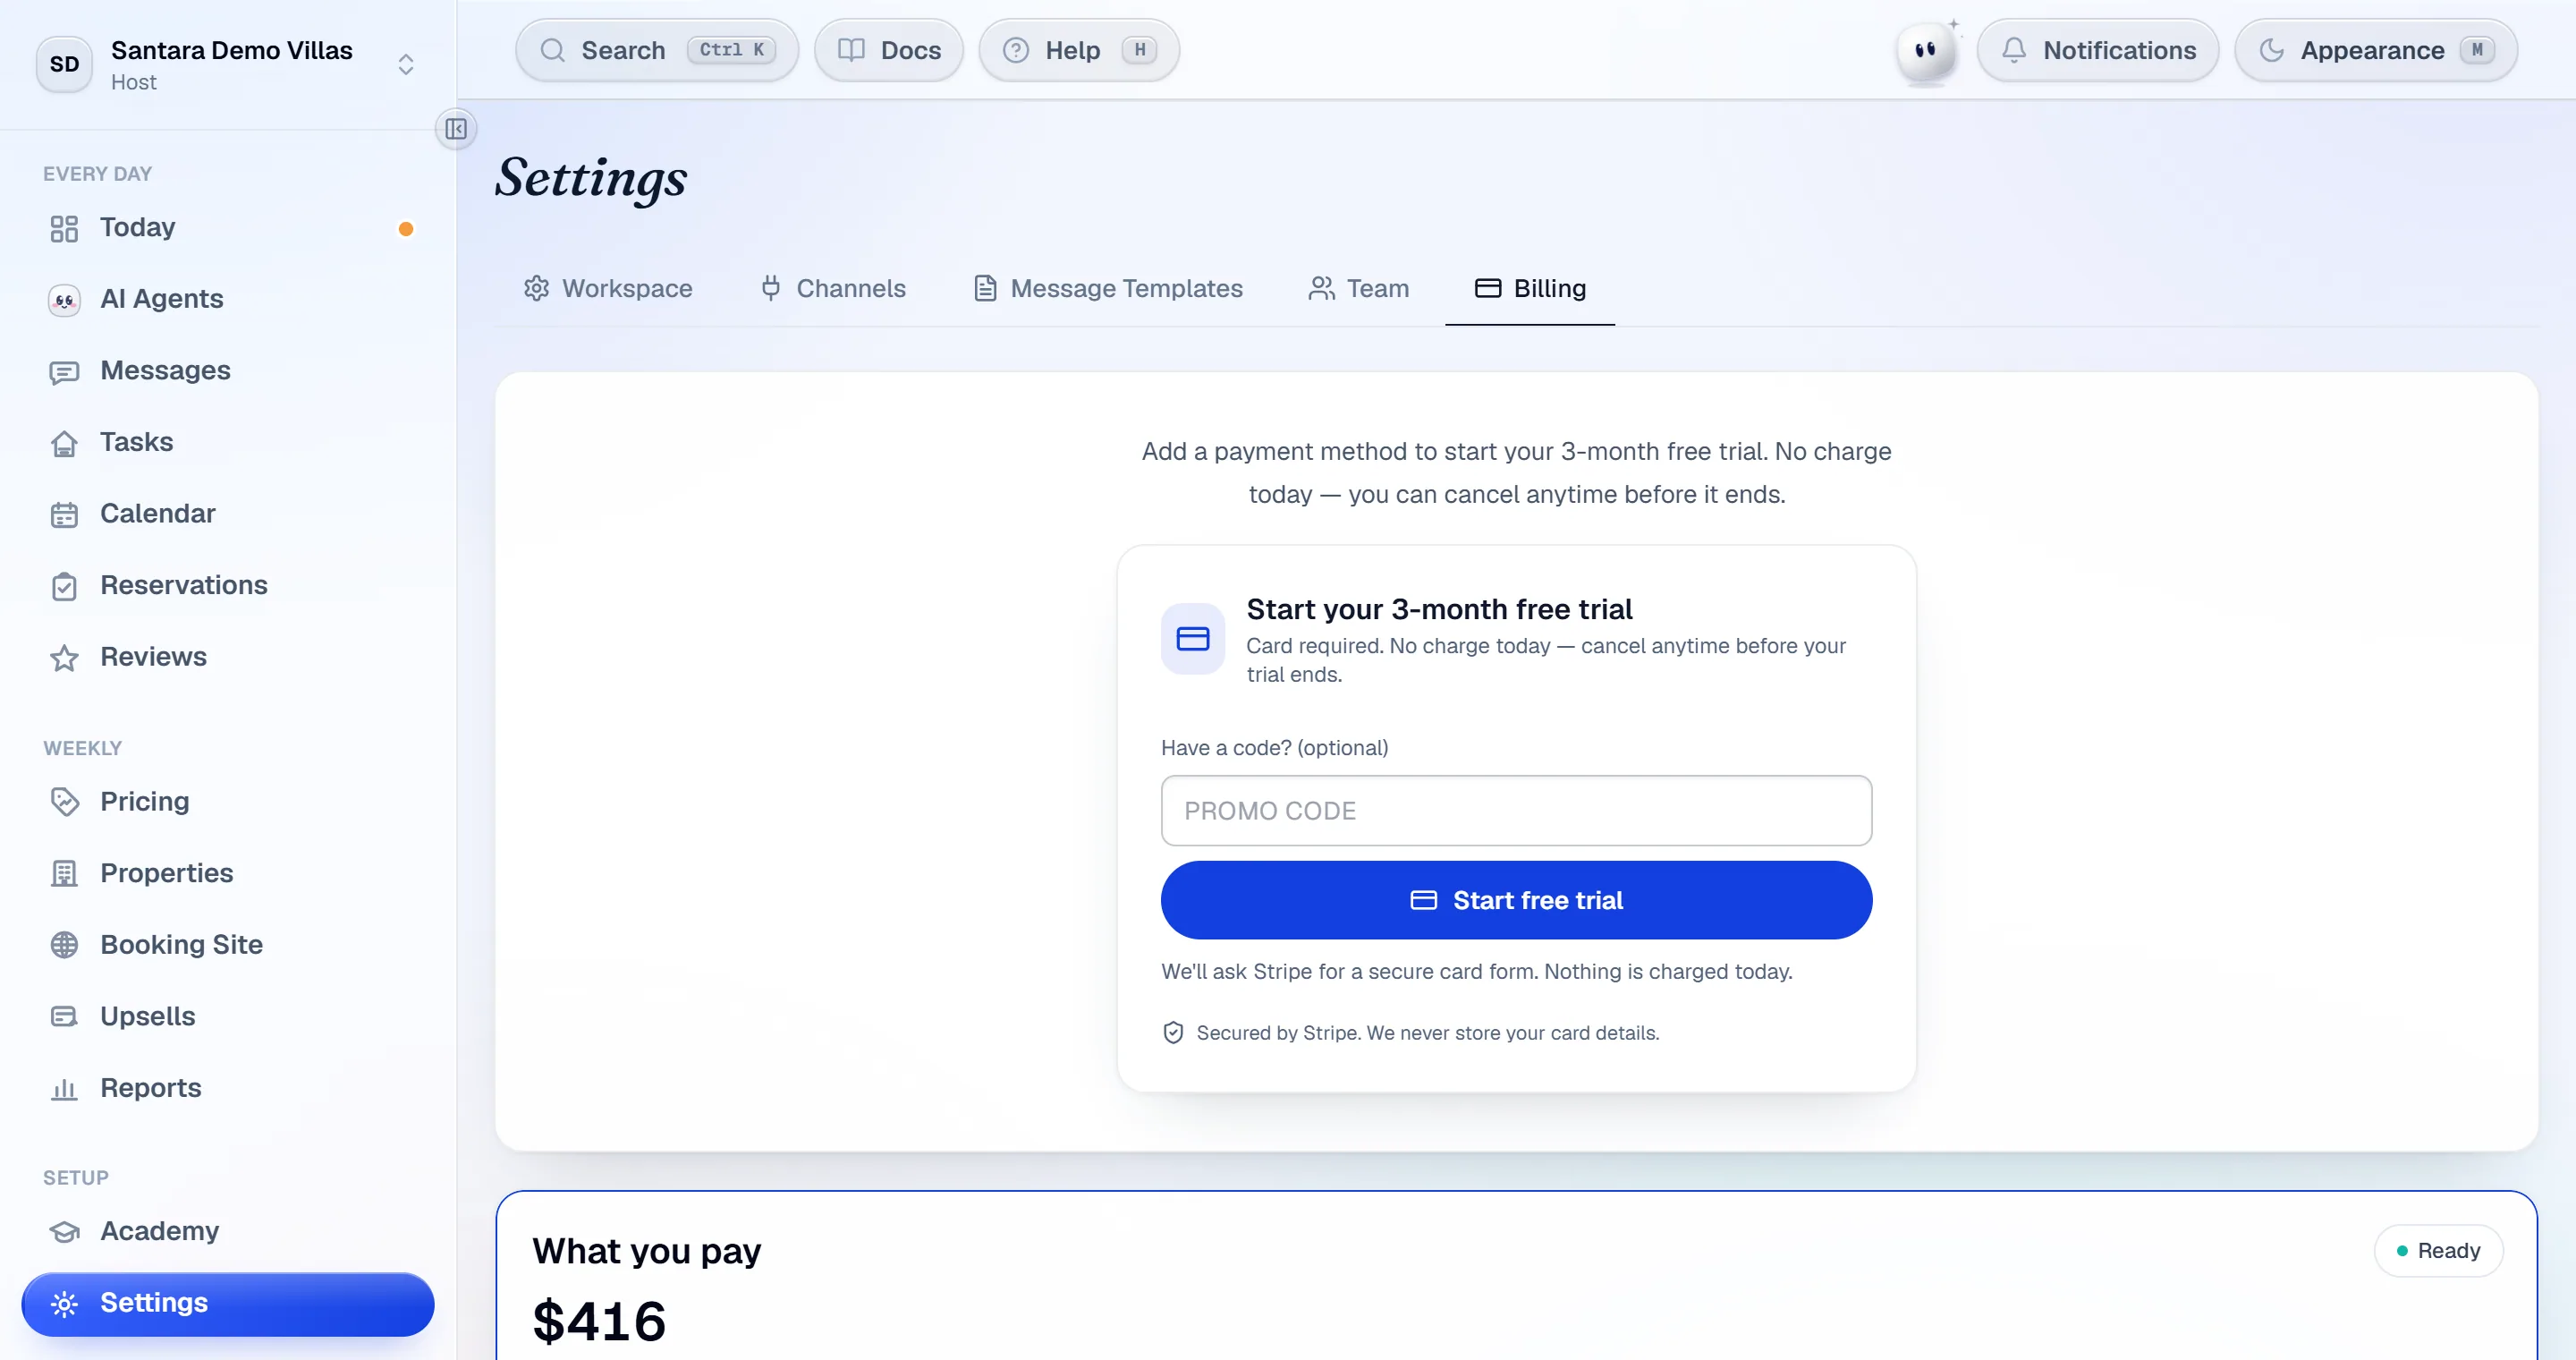 SD
Santara Demo Villas
Host
Search Ctrl K
Docs
Help H
Notifications
Appearance M
EVERY DAY
Today
AI Agents
Messages
Tasks
Calendar
Reservations
Reviews
WEEKLY
Pricing
Properties
Booking Site
Upsells
Reports
SETUP
Academy
Settings
Settings
Workspace
Channels
Message Templates
Team
Billing
Add a payment method to start your 3-month free trial. No charge
today — you can cancel anytime before it ends.
Start your 3-month free trial
Card required. No charge today — cancel anytime before your
trial ends.
Have a code? (optional)
PROMO CODE
Start free trial
We'll ask Stripe for a secure card form. Nothing is charged today.
Secured by Stripe. We never store your card details.
What you pay
Ready
$416